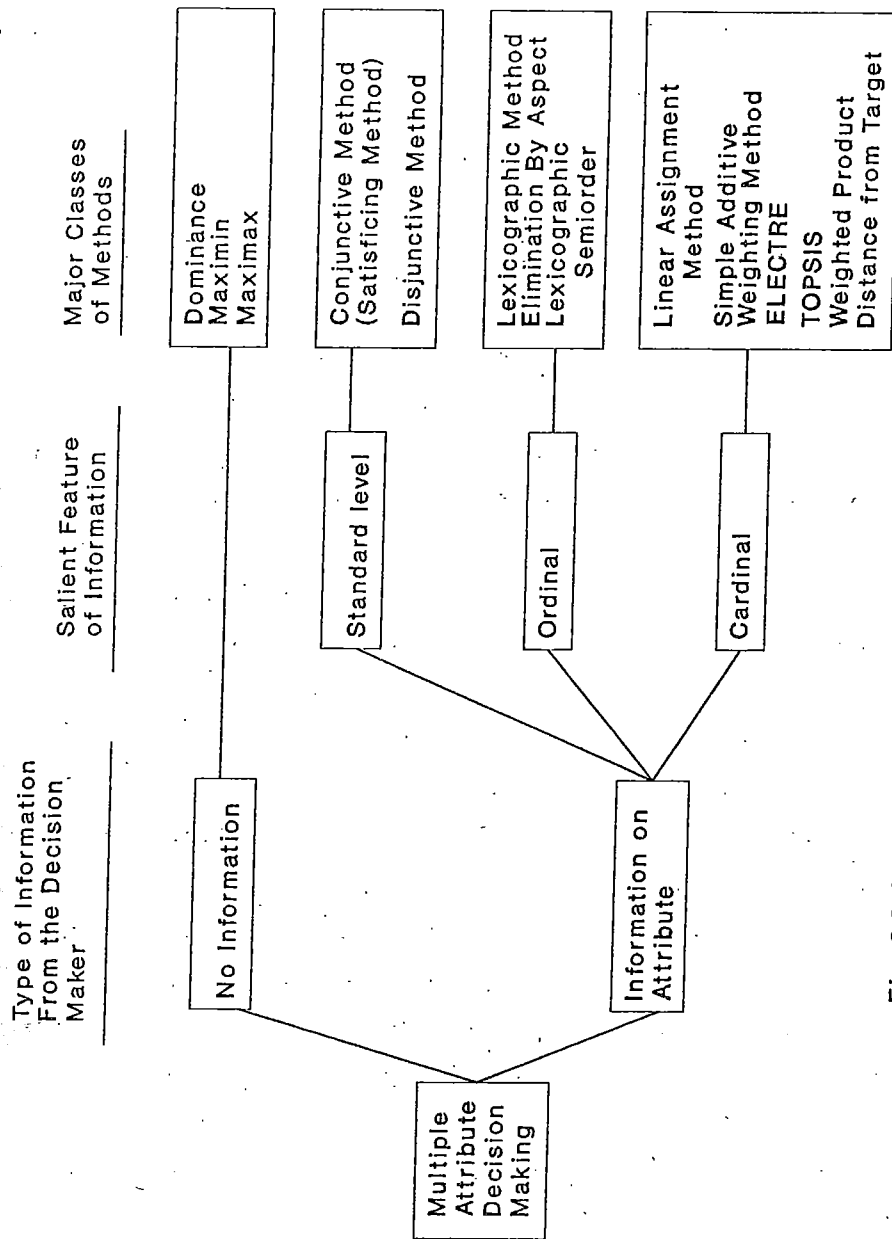 Type of Information
From the Decision
Maker
Salient Feature
of Information
Major Classes
of Methods
Multiple
Attribute
Decision
Making
No Information
Information on
Attribute
Standard level
Ordinal
Cardinal
Dominance
Maximin
Maximax
Conjunctive Method
(Satisficing Method)
Disjunctive Method
Lexicographic Method
Elimination By Aspect
Lexicographic
Semiorder
Linear Assignment
Method
Simple Additive
Weighting Method
ELECTRE
TOPSIS
Weighted Product
Distance from Target